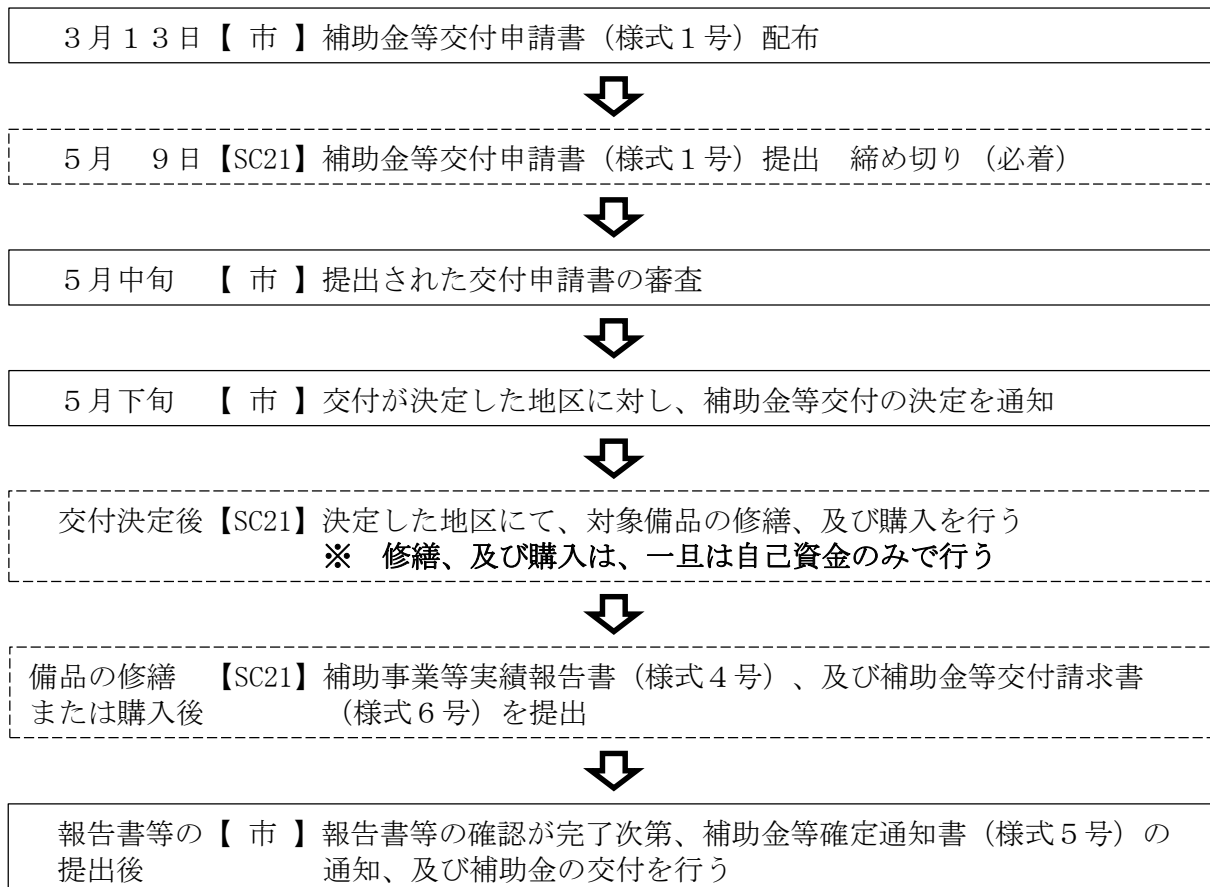 ３月１３日【 市 】補助金等交付申請書（様式１号）配布
５月　９日【SC21】補助金等交付申請書（様式１号）提出　締め切り（必着）
５月中旬　【 市 】提出された交付申請書の審査
５月下旬　【 市 】交付が決定した地区に対し、補助金等交付の決定を通知
交付決定後【SC21】決定した地区にて、対象備品の修繕、及び購入を行う
※　修繕、及び購入は、一旦は自己資金のみで行う
備品の修繕　【SC21】補助事業等実績報告書（様式４号）、及び補助金等交付請求書
または購入後　　　　（様式６号）を提出
報告書等の【 市 】報告書等の確認が完了次第、補助金等確定通知書（様式５号）の
提出後　　　　　　通知、及び補助金の交付を行う